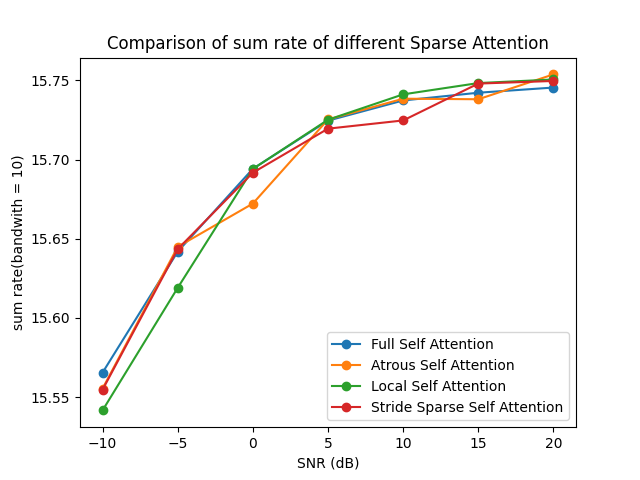 Comparison of sum rate of different Sparse Attention
sum rate(bandwith = 10)
15.75
15.70
15.65
15.60
15.55
Full Self Attention
Atrous Self Attention
Local Self Attention
Stride Sparse Self Attention
−10 −5 0 5 10 15 20
SNR (dB)